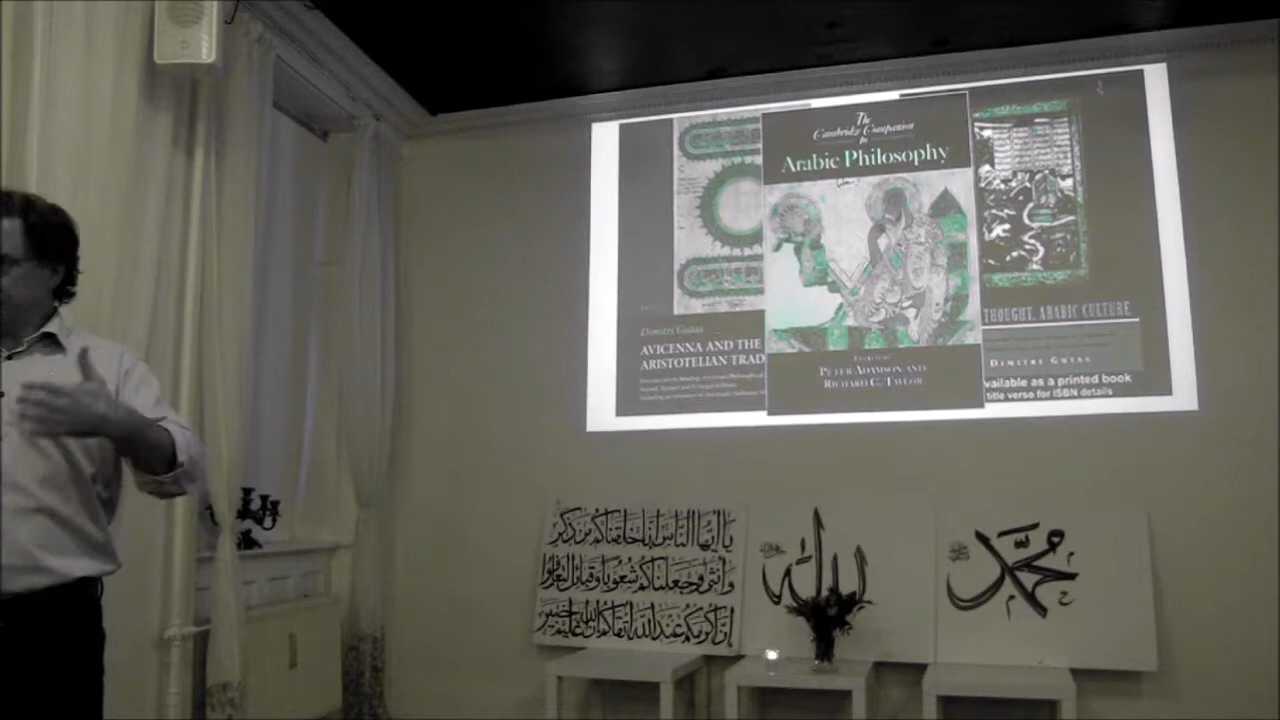 The
Cambridge Companion
to
Arabic Philosophy
Edited by
PETER ADAMSON AND
RICHARD C. TAYLOR
Dimitri Gutas
AVICENNA AND THE
ARISTOTELIAN TRAD
THOUGHT, ARABIC CULTURE
DIMITRI GUTAS
vailable as a printed book
title verso for ISBN details
يا أيها الناس إنا خلقناكم من ذكر
وأنثى وجعلناكم شعوبا وقبائل لتعارفوا
إن أكرمكم عند الله أتقاكم إن الله عليم خبير
الله
محمد